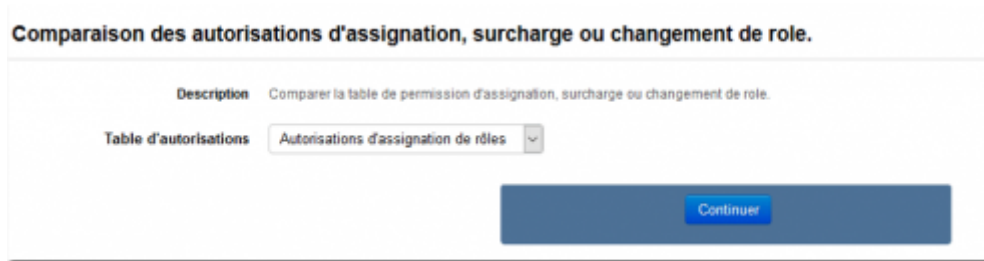 Comparaison des autorisations d'assignation, surcharge ou changement de role.
Description Comparer la table de permission d'assignation, surcharge ou changement de role.
Table d'autorisations Autorisations d'assignation de rôles
Continuer